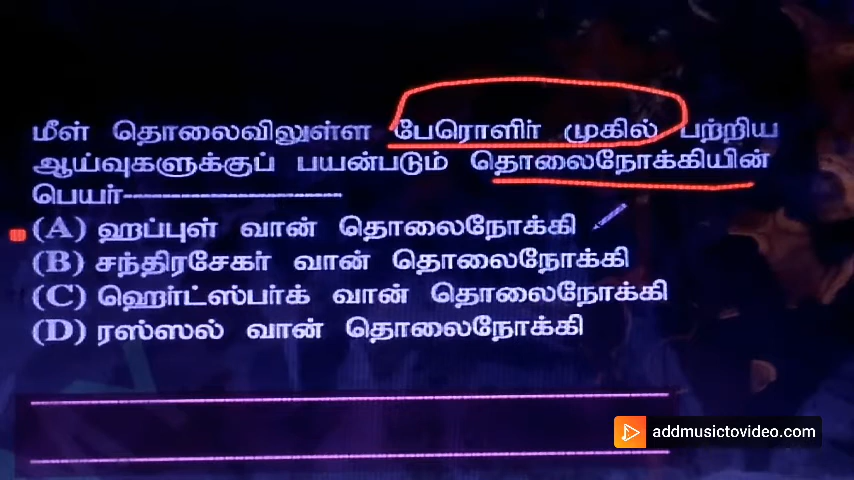 மீள் தொலைவிலுள்ள பேரொளிர் முகில் பற்றிய
ஆய்வுகளுக்குப் பயன்படும் தொலைநோக்கியின்
பெயர்--------------------
(A) ஹப்புள் வான் தொலைநோக்கி
(B) சந்திரசேகர் வான் தொலைநோக்கி
(C) ஹெர்ட்ஸ்பர்க் வான் தொலைநோக்கி
(D) ரஸ்ஸல் வான் தொலைநோக்கி
addmusictovideo.com